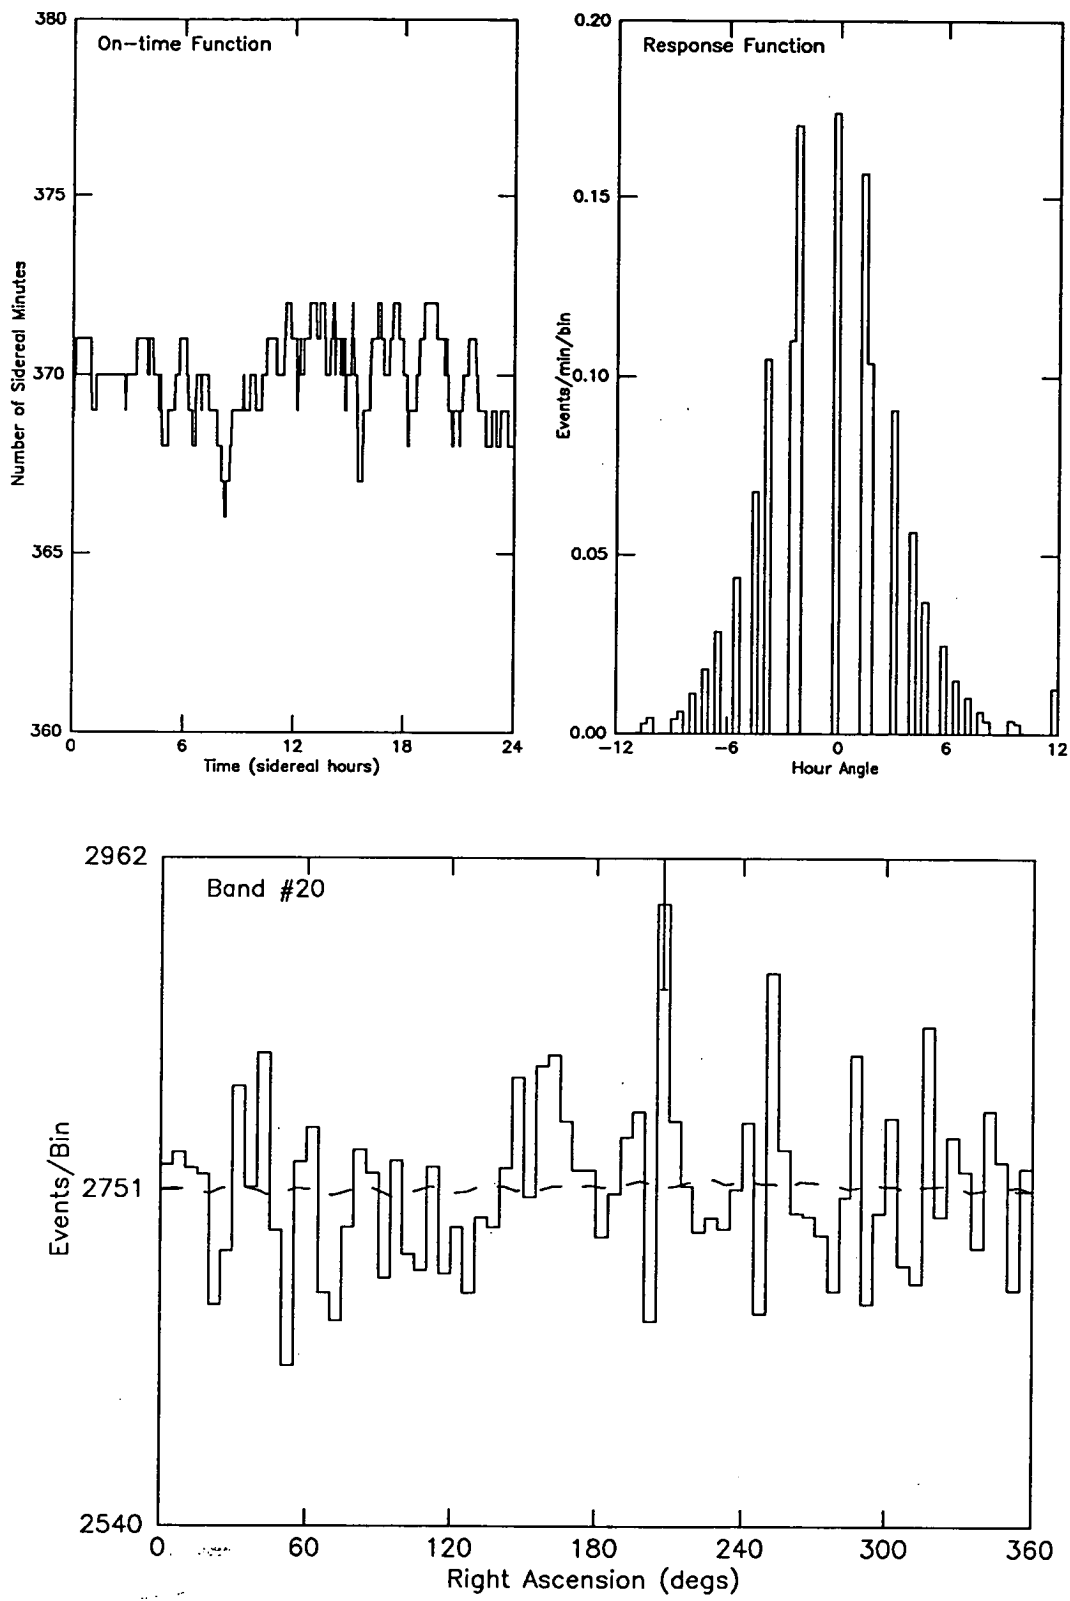 On-time Function
380
375
370
365
360
0 6 12 18 24
Number of Sidereal Minutes
Time (sidereal hours)
Response Function
0.20
0.15
0.10
0.05
0.00
-12 -6 0 6 12
Events/min/bin
Hour Angle
Band #20
2962
2751
2540
0 60 120 180 240 300 360
Events/Bin
Right Ascension (degs)